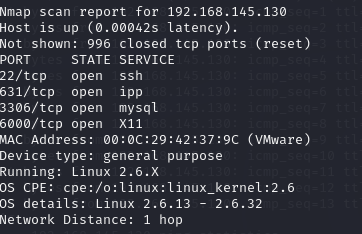 Nmap scan report for 192.168.145.130
Host is up (0.00042s latency).
Not shown: 996 closed tcp ports (reset)
PORT     STATE SERVICE
22/tcp   open  ssh
631/tcp  open  ipp
3306/tcp open  mysql
6000/tcp open  X11
MAC Address: 00:0C:29:42:37:9C (VMware)
Device type: general purpose
Running: Linux 2.6.X
OS CPE: cpe:/o:linux:linux_kernel:2.6
OS details: Linux 2.6.13 - 2.6.32
Network Distance: 1 hop